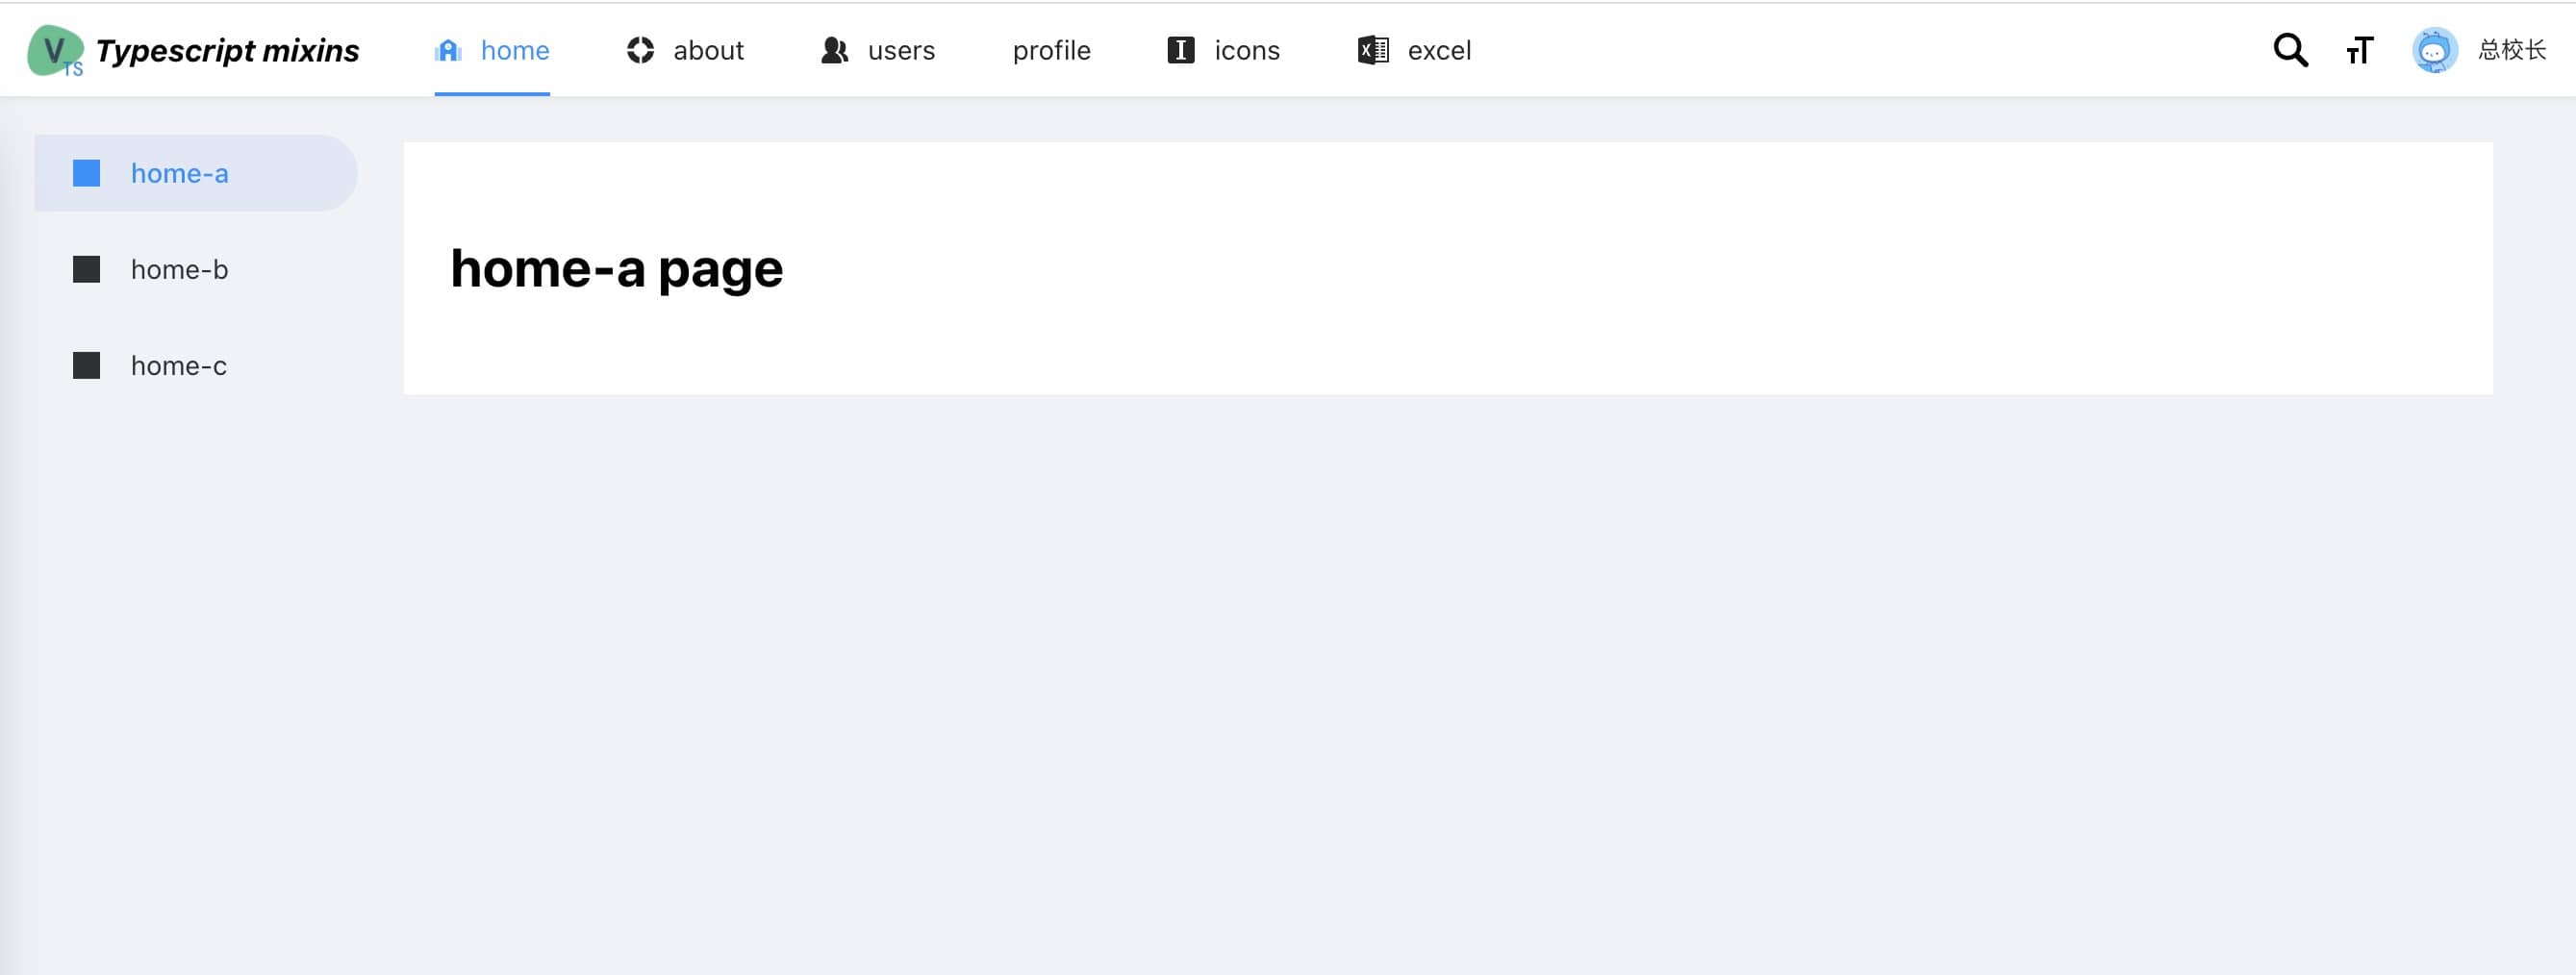 V TS Typescript mixins home about users profile I icons X excel 总校长
home-a
home-b
home-c
home-a page